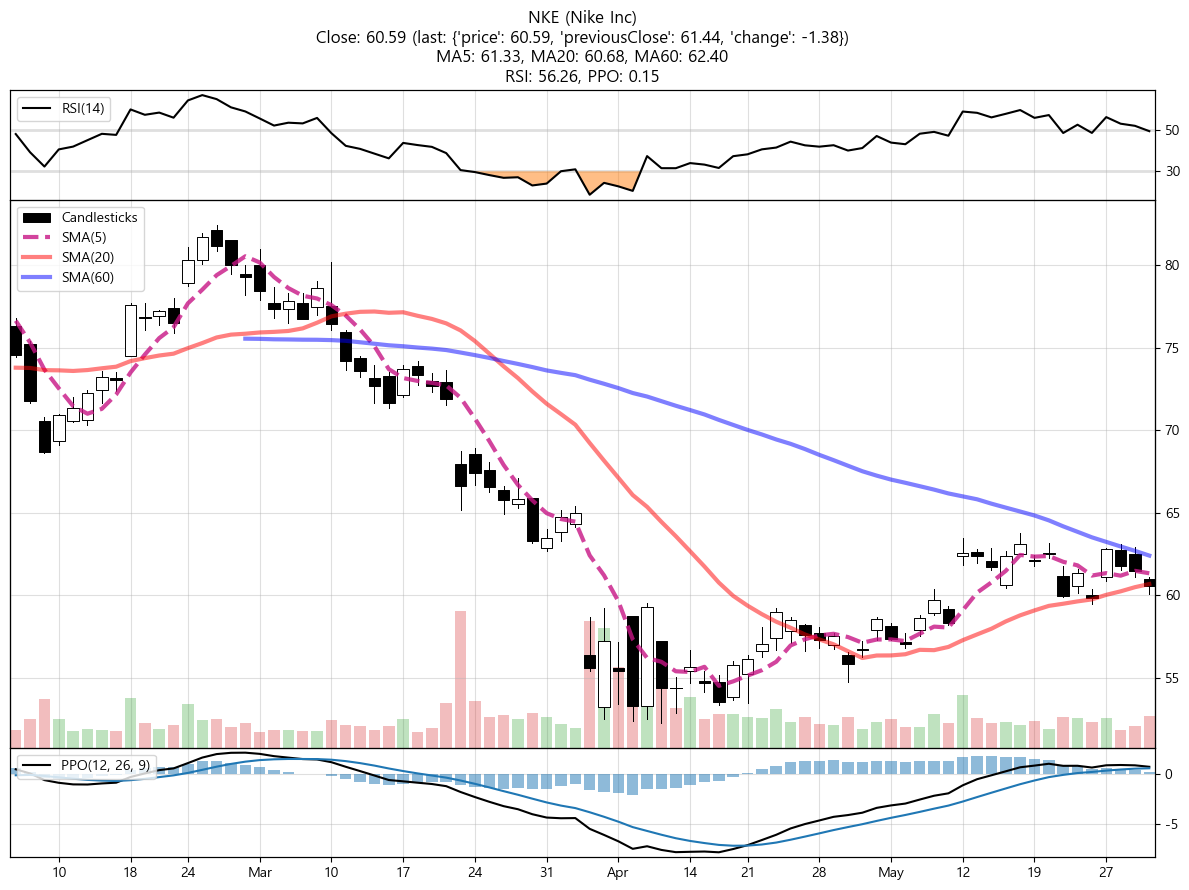 NKE (Nike Inc)
Close: 60.59 (last: {'price': 60.59, 'previousClose': 61.44, 'change': -1.38})
MA5: 61.33, MA20: 60.68, MA60: 62.40
RSI: 56.26, PPO: 0.15
RSI(14)
50
30
Candlesticks
SMA(5)
SMA(20)
SMA(60)
80
75
70
65
60
55
PPO(12, 26, 9)
0
-5
10 18 24 Mar 10 17 24 31 Apr 14 21 28 May 12 19 27